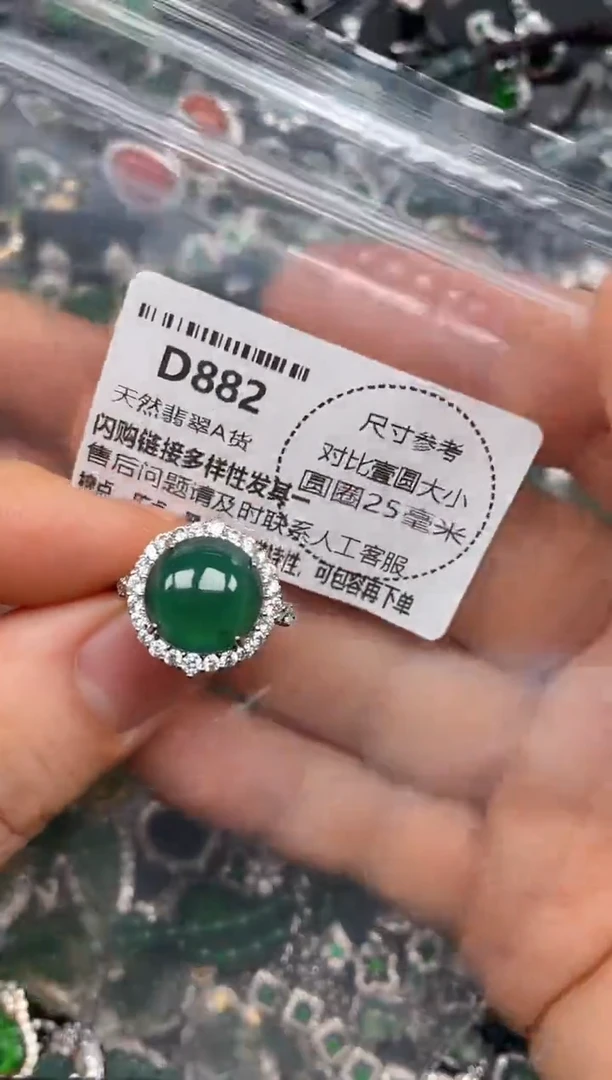 D882
天然翡翠A货
闪购链接多样性发其一
售后问题请及时联系人工客服
特性, 可包容再下单
尺寸参考
对比壹圆大小
圆圈25毫米